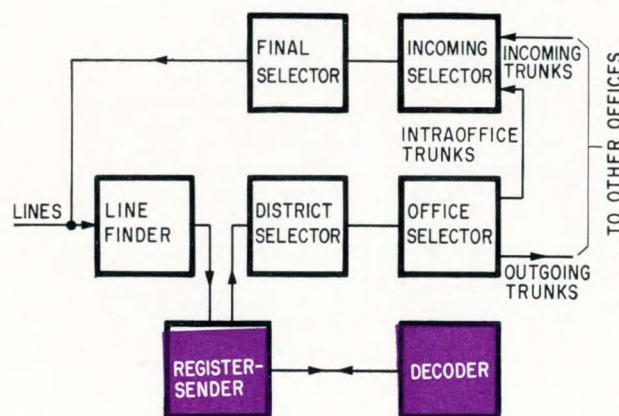 FINAL
SELECTOR
INCOMING
SELECTOR
INCOMING
TRUNKS
INTRAOFFICE
TRUNKS
TO OTHER OFFICES
LINES
LINE
FINDER
DISTRICT
SELECTOR
OFFICE
SELECTOR
OUTGOING
TRUNKS
REGISTER-
SENDER
DECODER